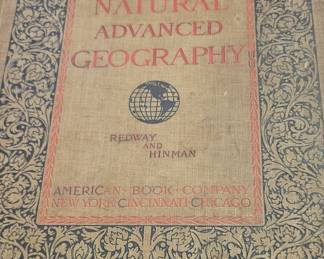 NATURAL
ADVANCED
GEOGRAPHY
REDWAY
AND
HINMAN
AMERICAN · BOOK · COMPANY
NEW YORK CINCINNATI CHICAGO